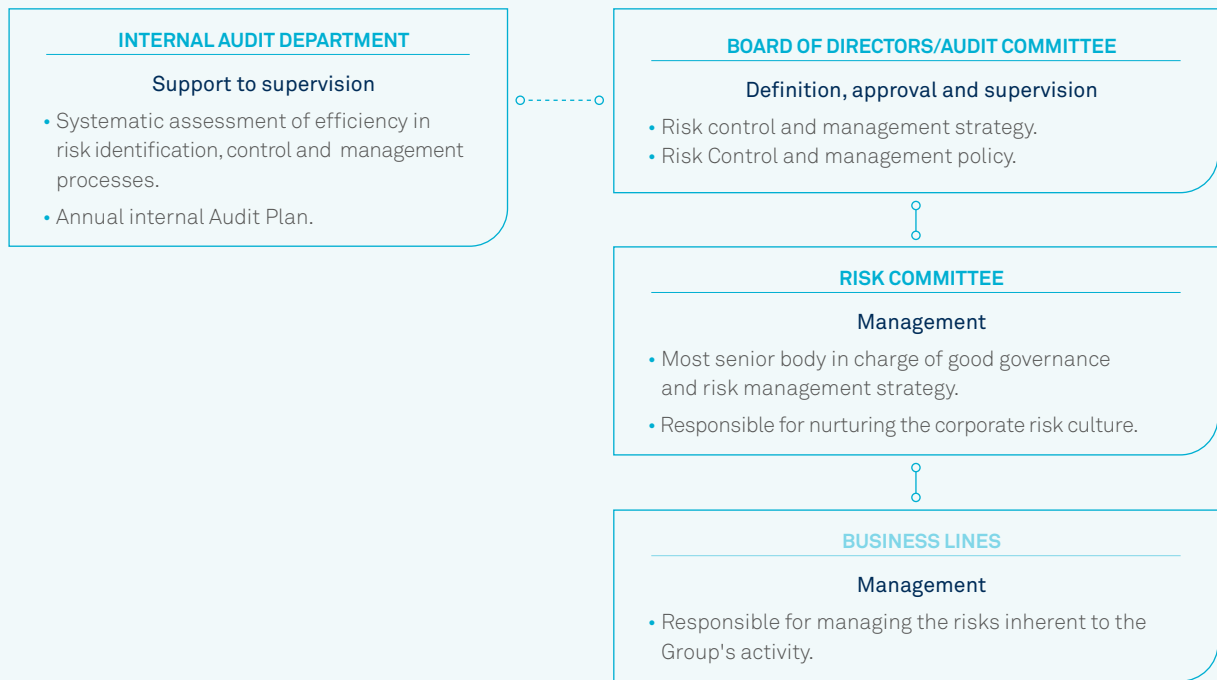 INTERNAL AUDIT DEPARTMENT
Support to supervision
• Systematic assessment of efficiency in
risk identification, control and management
processes.
• Annual internal Audit Plan.
BOARD OF DIRECTORS/AUDIT COMMITTEE
Definition, approval and supervision
• Risk control and management strategy.
• Risk Control and management policy.
RISK COMMITTEE
Management
• Most senior body in charge of good governance
and risk management strategy.
• Responsible for nurturing the corporate risk culture.
BUSINESS LINES
Management
• Responsible for managing the risks inherent to the
Group's activity.